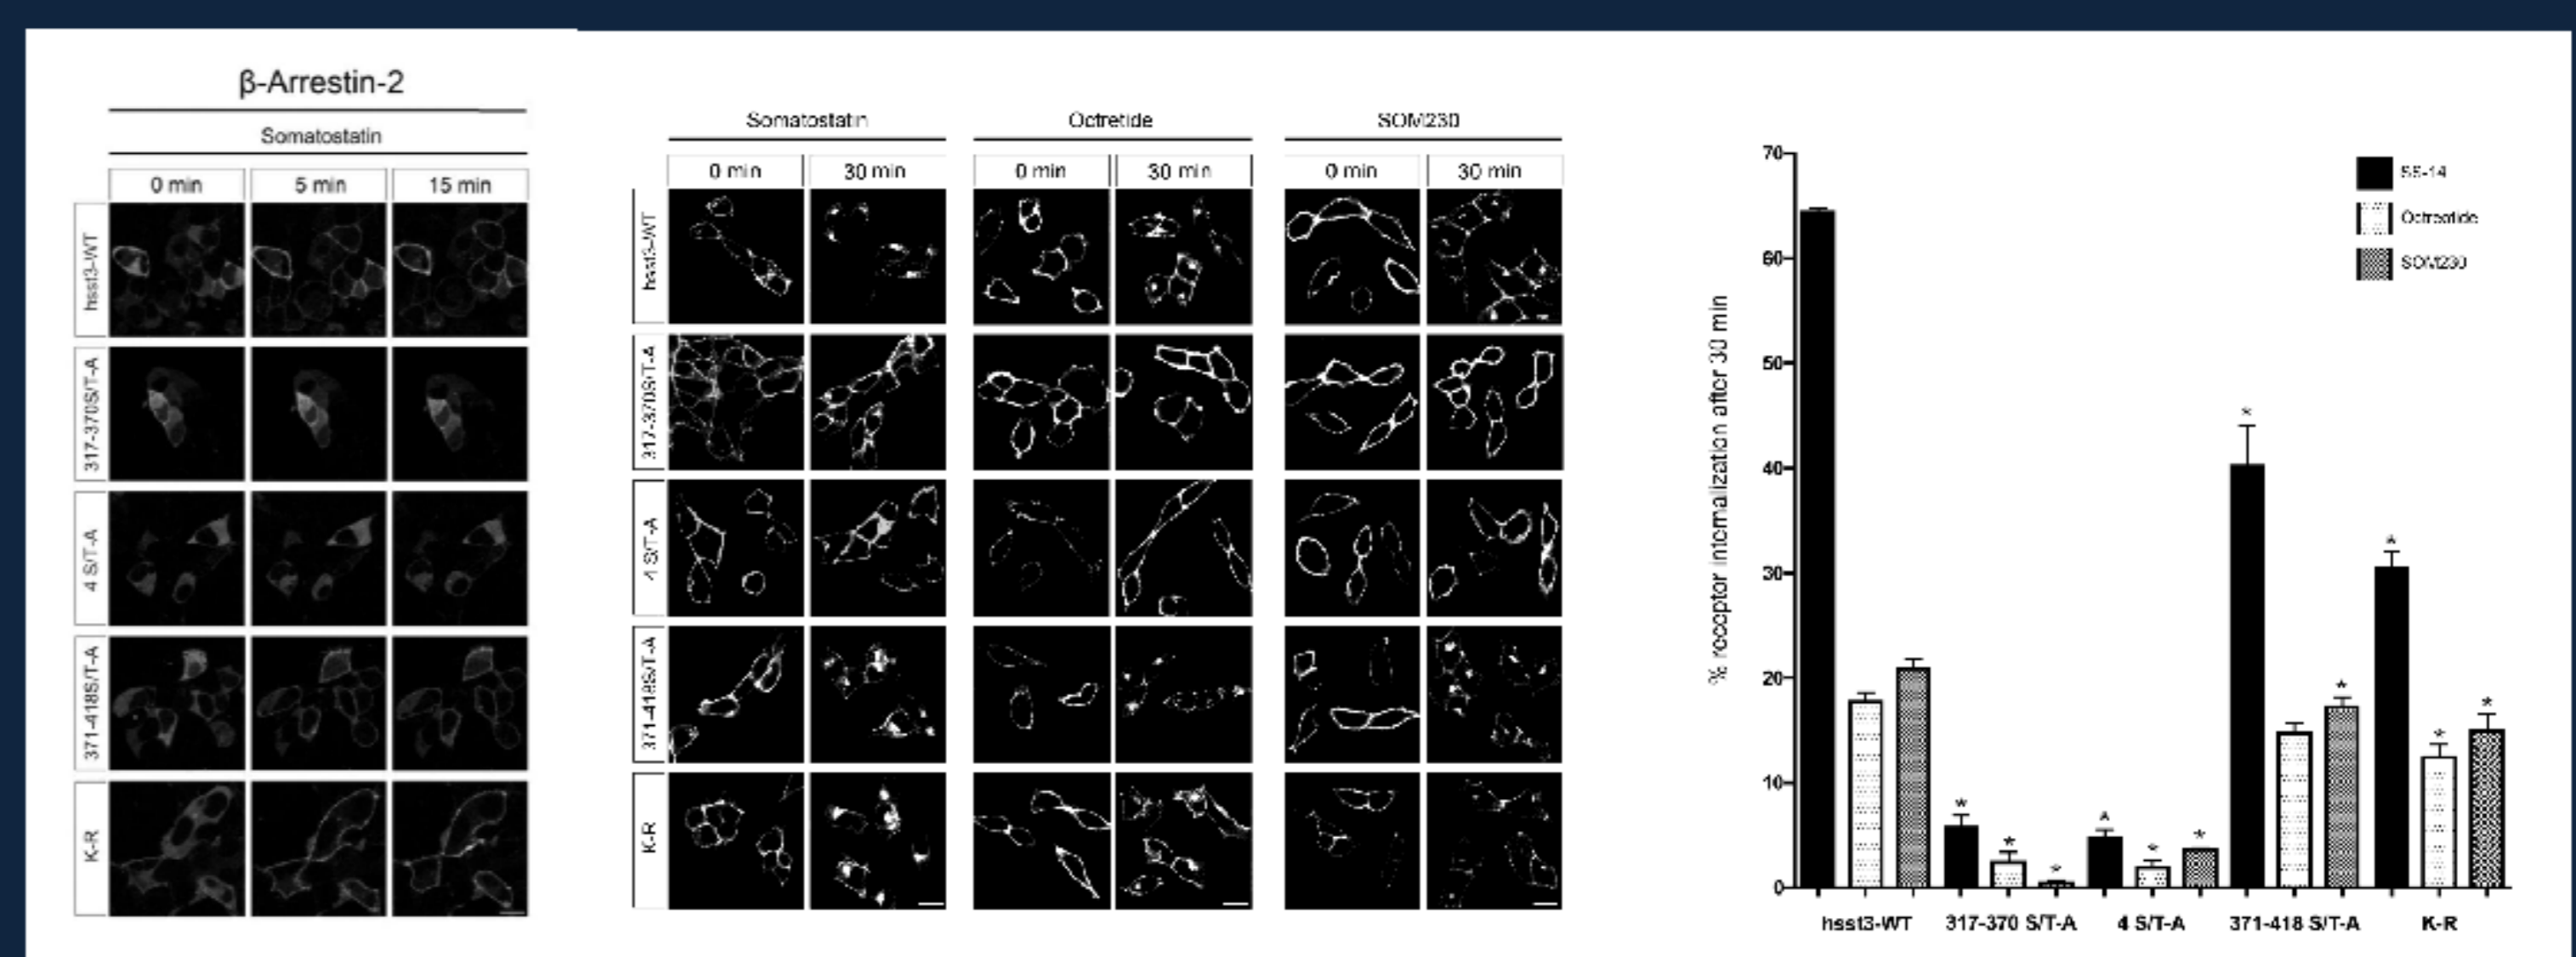 β-Arrestin-2
Somatostatin
0 min 5 min 15 min
hsst3-WT
317-370S/T-A
4 S/T-A
371-418S/T-A
K-R
Somatostatin Octretide SOM230
0 min 30 min 0 min 30 min 0 min 30 min
hsst3-WT
317-370S/T-A
4 S/T-A
371-418S/T-A
K-R
% receptor internalization after 30 min
70
60
50
40
30
20
10
0
SS-14
Octreotide
SOM230
* * * * * * * * * * *
hsst3-WT 317-370 S/T-A 4 S/T-A 371-418 S/T-A K-R